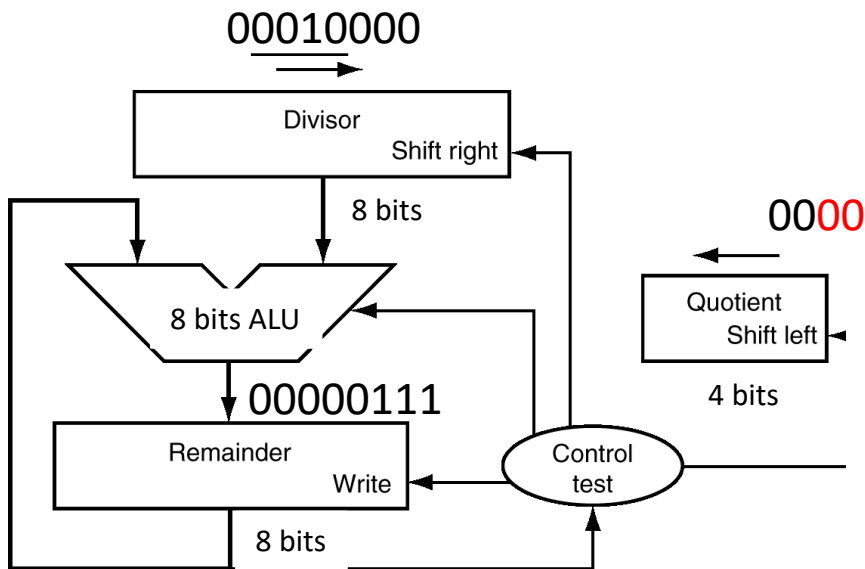 00010000
Divisor
Shift right
8 bits
0000
8 bits ALU
Quotient
Shift left
4 bits
00000111
Remainder
Write
Control
test
8 bits